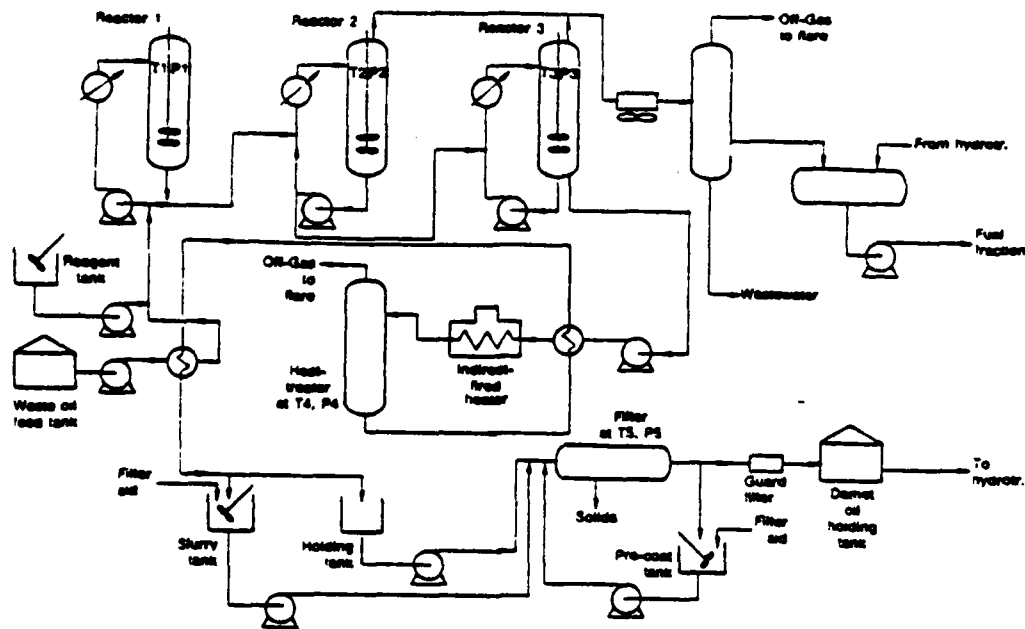 Reactor 1
Reactor 2
Reactor 3
Off-Gas
to flare
T1P1
T2P2
T3P3
From hydrotr.
Fuel
fraction
Wastewater
Reagent
tank
Off-Gas
to
flare
Waste oil
feed tank
Heat-
treater
at T4, P4
Indirect-
fired
heater
Filter
at T5, P5
Filter
aid
Slurry
tank
Holding
tank
Solids
Guard
filter
Demet
oil
holding
tank
To
hydrotr.
Pre-coat
tank
Filter
aid